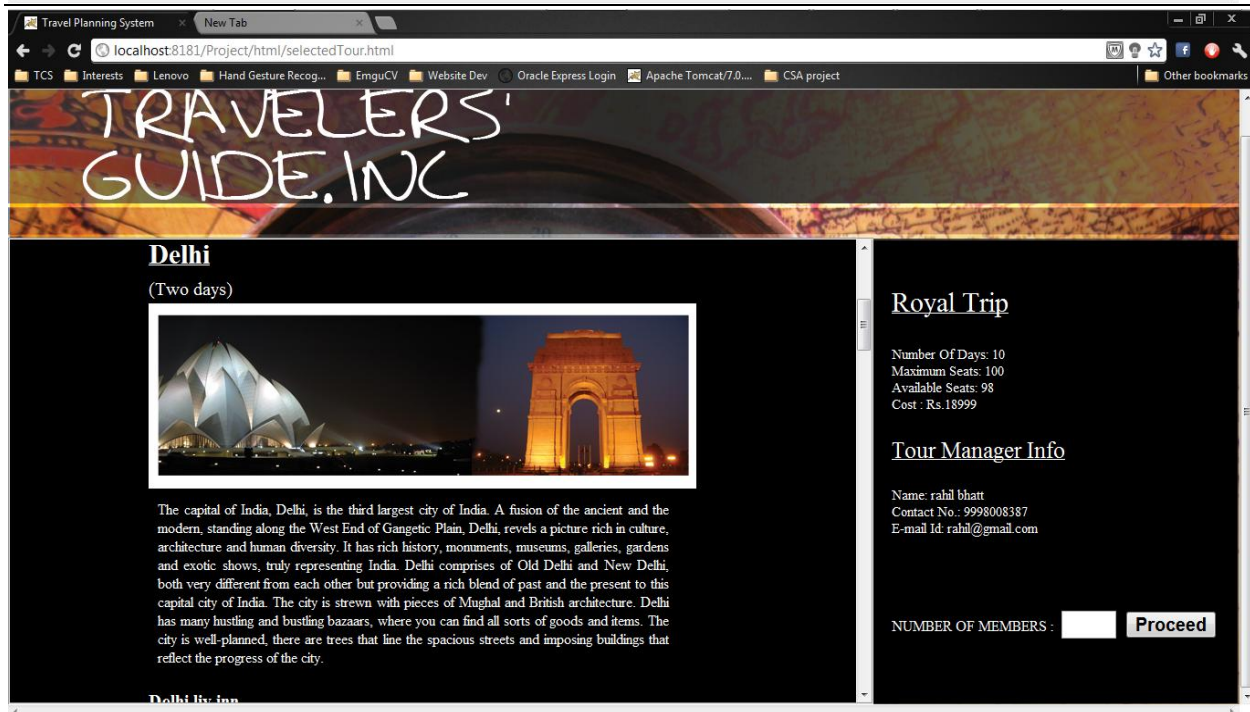 Travel Planning System
New Tab
localhost:8181/Project/html/selectedTour.html
TCS Interests Lenovo Hand Gesture Recog... EmguCV Website Dev Oracle Express Login Apache Tomcat/7.0.... CSA project Other bookmarks
TRAVELERS'
GUIDE.INC
Delhi
(Two days)
The capital of India, Delhi, is the third largest city of India. A fusion of the ancient and the
modern, standing along the West End of Gangetic Plain, Delhi, revels a picture rich in culture,
architecture and human diversity. It has rich history, monuments, museums, galleries, gardens
and exotic shows, truly representing India. Delhi comprises of Old Delhi and New Delhi,
both very different from each other but providing a rich blend of past and the present to this
capital city of India. The city is strewn with pieces of Mughal and British architecture. Delhi
has many hustling and bustling bazaars, where you can find all sorts of goods and items. The
city is well-planned, there are trees that line the spacious streets and imposing buildings that
reflect the progress of the city.
Delhi liv inn
Royal Trip
Number Of Days: 10
Maximum Seats: 100
Available Seats: 98
Cost : Rs.18999
Tour Manager Info
Name: rahil bhatt
Contact No.: 9998008387
E-mail Id: rahil@gmail.com
NUMBER OF MEMBERS : Proceed